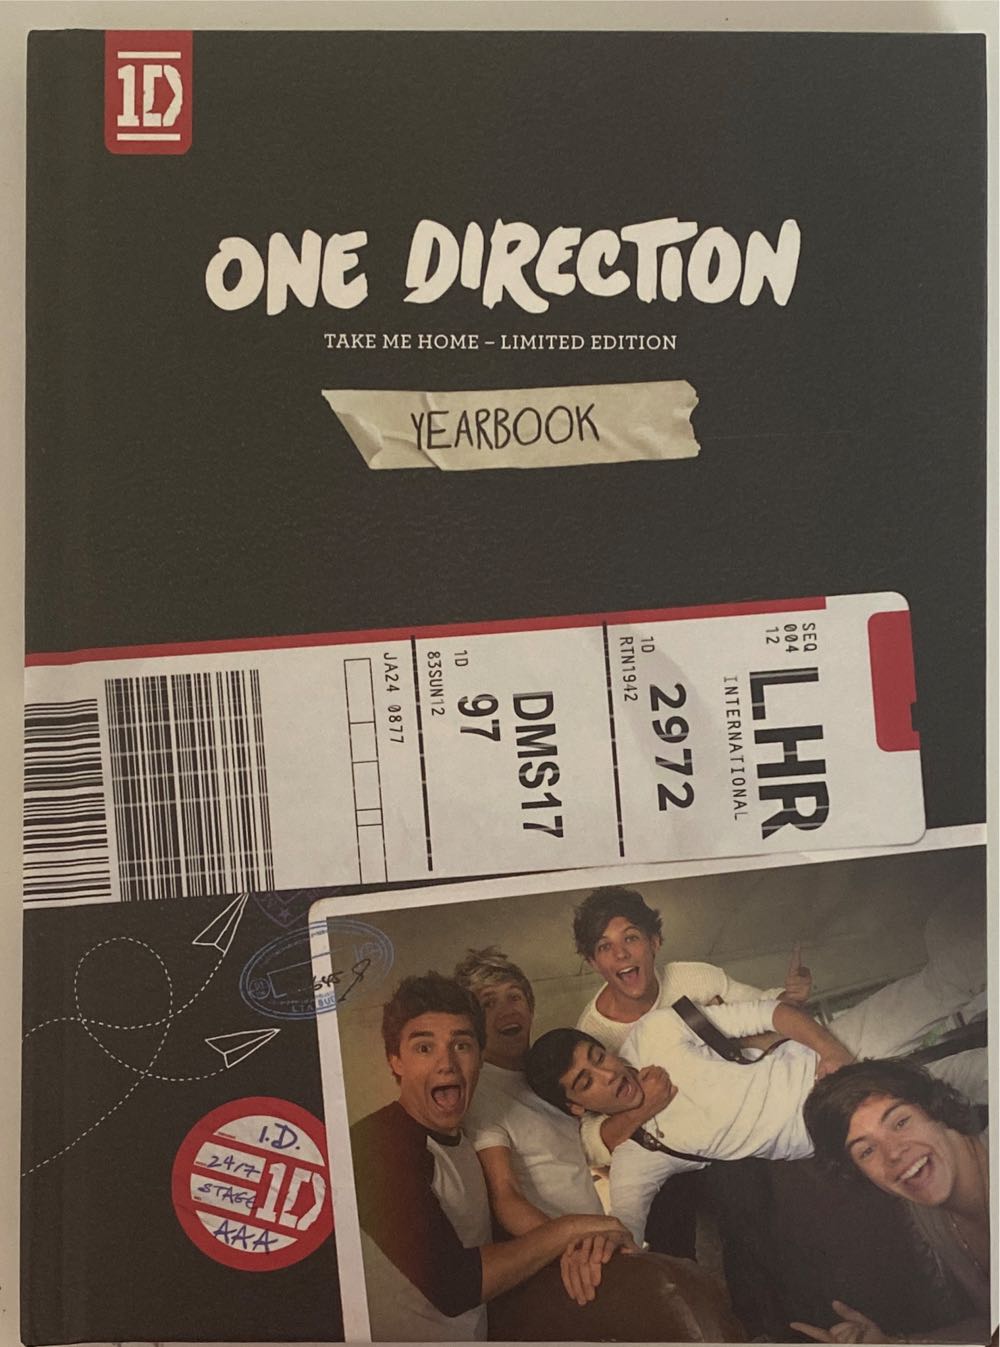 1D
ONE DIRECTION
TAKE ME HOME – LIMITED EDITION
YEARBOOK
SEQ
004
12
LHR
INTERNATIONAL
1D
RTN1942
2972
1D
83SUN12
97
DMS17
JA24 0877
I.D.
24/7
STAGE
1D
AAA